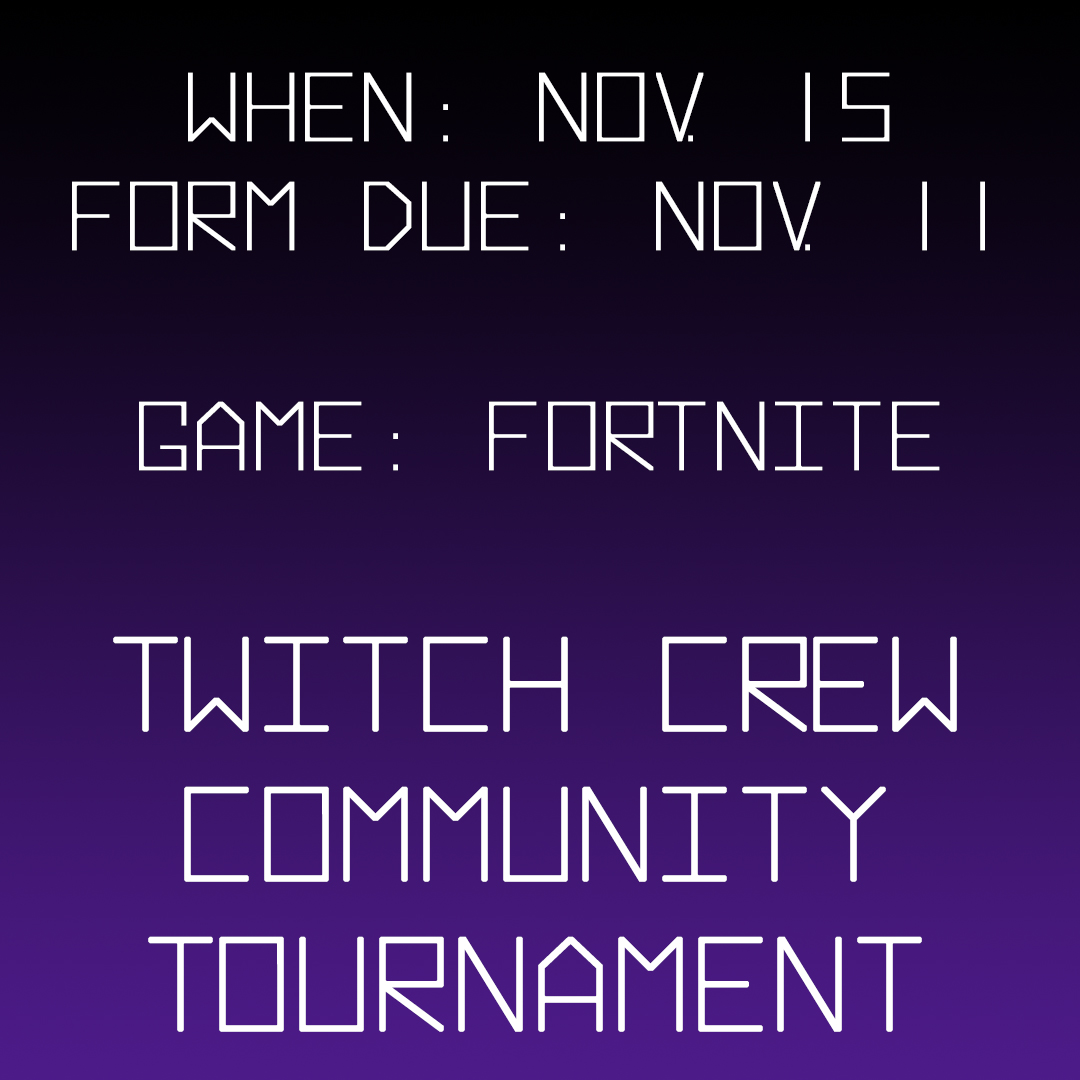 WHEN: NOV. 15
FORM DUE: NOV. 11
GAME: FORTNITE
TWITCH CREW
COMMUNITY
TOURNAMENT